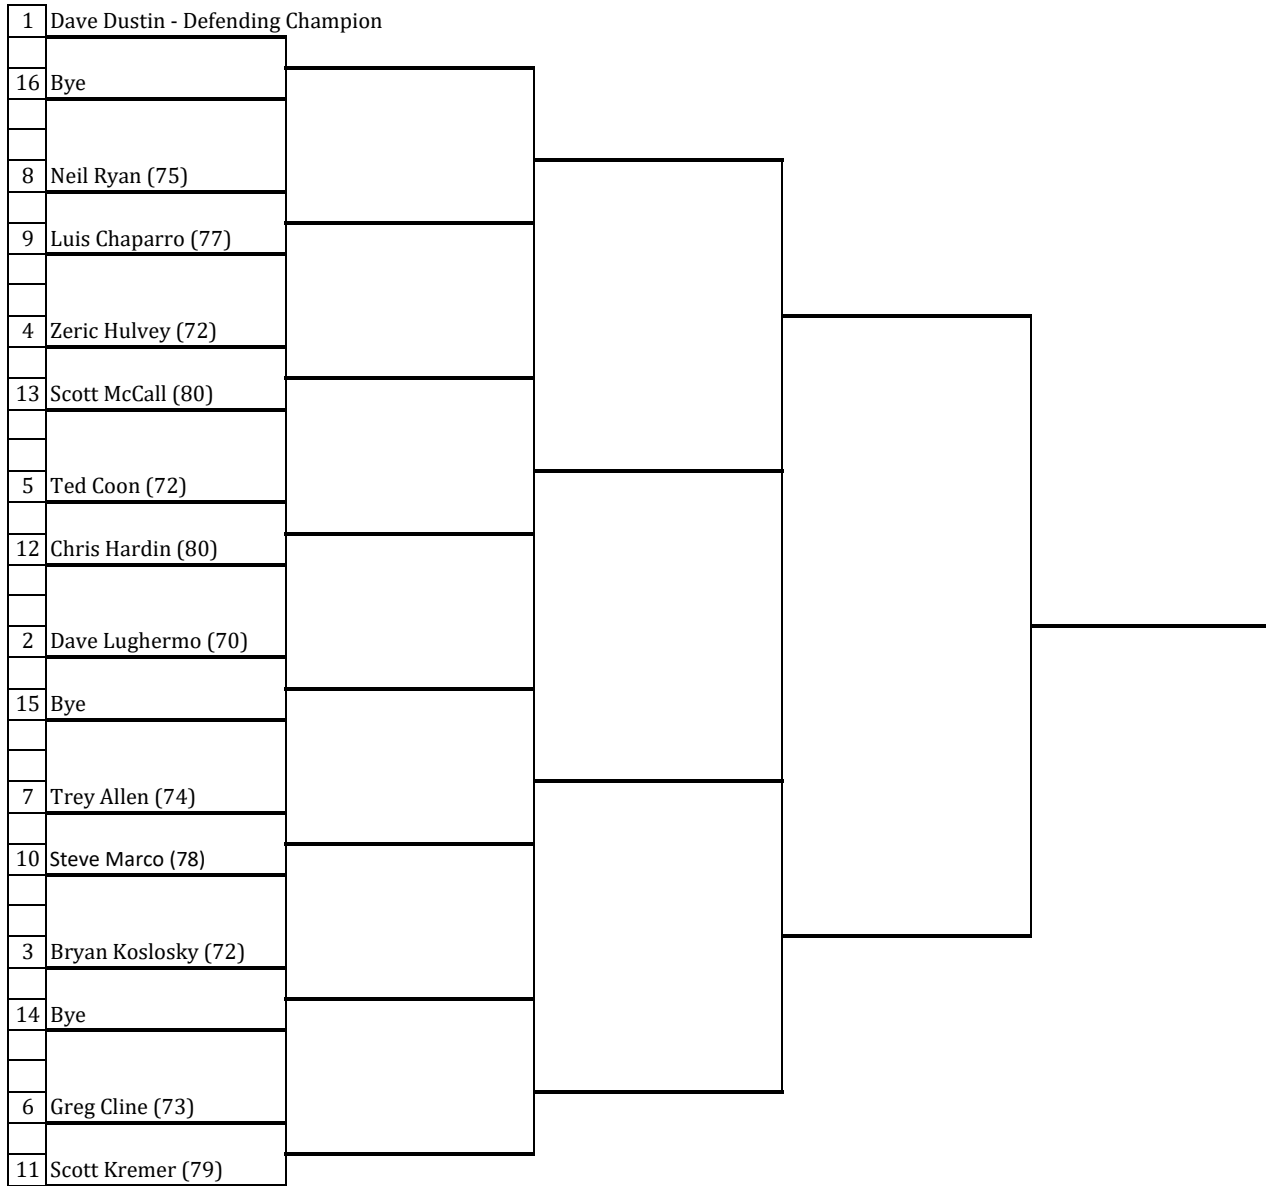 1 Dave Dustin - Defending Champion
16 Bye
8 Neil Ryan (75)
9 Luis Chaparro (77)
4 Zeric Hulvey (72)
13 Scott McCall (80)
5 Ted Coon (72)
12 Chris Hardin (80)
2 Dave Lughermo (70)
15 Bye
7 Trey Allen (74)
10 Steve Marco (78)
3 Bryan Koslosky (72)
14 Bye
6 Greg Cline (73)
11 Scott Kremer (79)